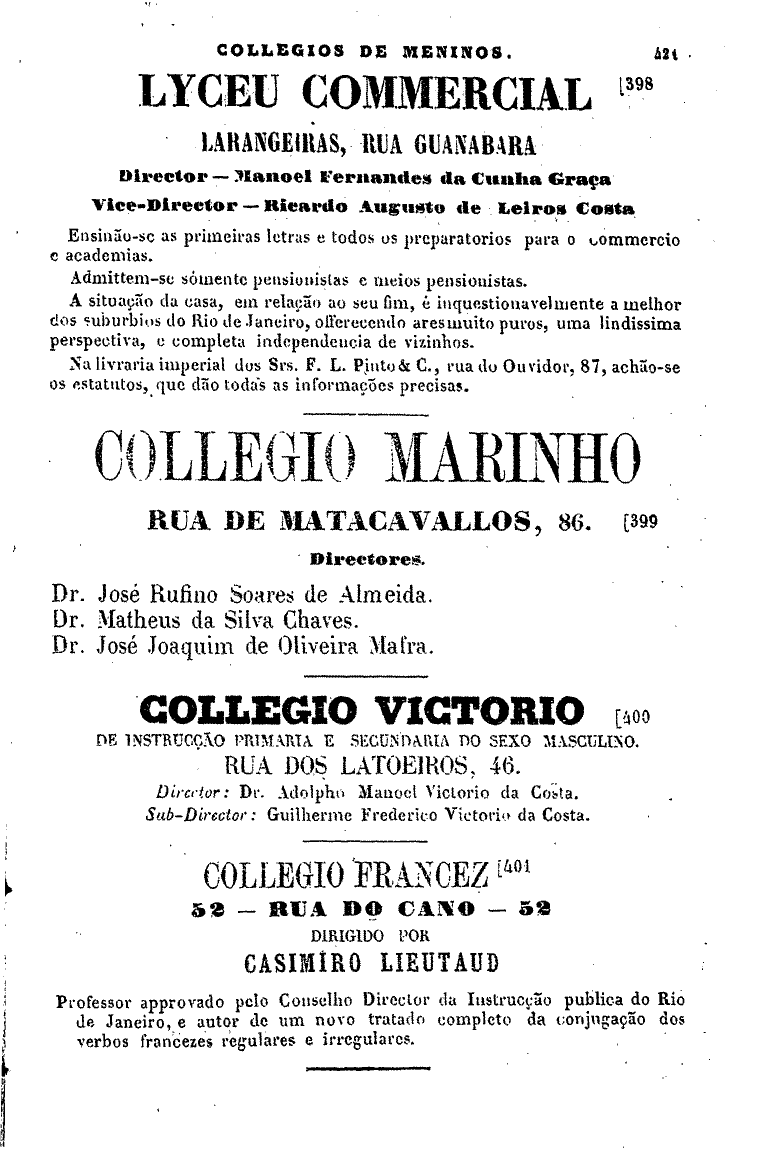 COLLEGIOS DE MENINOS. 421
LYCEU COMMERCIAL [398
LARANGEIRAS, RUA GUANABARA
Director — Manoel Fernandes da Cunha Graça
Vice-Director — Ricardo Augusto de Leiros Costa
Ensinão-se as primeiras letras e todos os preparatorios para o commercio
e academias.
Admittem-se sómente pensionistas e meios pensionistas.
A situação da casa, em relação ao seu fim, é inquestionavelmente a melhor
dos suburbios do Rio de Janeiro, offerecendo ares muito puros, uma lindissima
perspectiva, e completa independencia de vizinhos.
Na livraria imperial dos Srs. F. L. Pinto & C., rua do Ouvidor, 87, achão-se
os estatutos, que dão todas as informações precisas.
COLLEGIO MARINHO
RUA DE MATACAVALLOS, 86. [399
Directores.
Dr. José Rufino Soares de Almeida.
Dr. Matheus da Silva Chaves.
Dr. José Joaquim de Oliveira Mafra.
COLLEGIO VICTORIO [400
DE INSTRUCÇÃO PRIMARIA E SECUNDARIA DO SEXO MASCULINO.
RUA DOS LATOEIROS, 46.
Director: Dr. Adolpho Manoel Victorio da Costa.
Sub-Director: Guilherme Frederico Victorio da Costa.
COLLEGIO FRANCEZ [401
52 — RUA DO CANO — 52
DIRIGIDO POR
CASIMIRO LIEUTAUD
Professor approvado pelo Conselho Director da Instrucção publica do Rio
de Janeiro, e autor de um novo tratado completo da conjugação dos
verbos francezes regulares e irregulares.